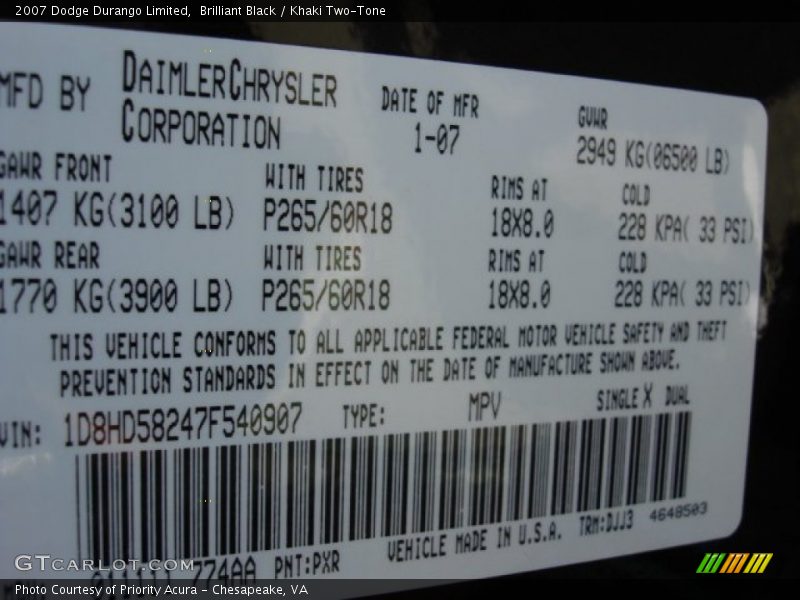 2007 Dodge Durango Limited, Brilliant Black / Khaki Two-Tone
MFD BY DAIMLERCHRYSLER CORPORATION DATE OF MFR 1-07 GVWR 2949 KG(06500 LB)
GAWR FRONT WITH TIRES RIMS AT COLD
1407 KG(3100 LB) P265/60R18 18X8.0 228 KPA( 33 PSI)
GAWR REAR WITH TIRES RIMS AT COLD
1770 KG(3900 LB) P265/60R18 18X8.0 228 KPA( 33 PSI)
THIS VEHICLE CONFORMS TO ALL APPLICABLE FEDERAL MOTOR VEHICLE SAFETY AND THEFT
PREVENTION STANDARDS IN EFFECT ON THE DATE OF MANUFACTURE SHOWN ABOVE.
VIN: 1D8HD58247F540907 TYPE: MPV SINGLE X DUAL
774AA PNT:PXR VEHICLE MADE IN U.S.A. TRM:DJJ3 4648503
GTCARLOT.COM
Photo Courtesy of Priority Acura - Chesapeake, VA